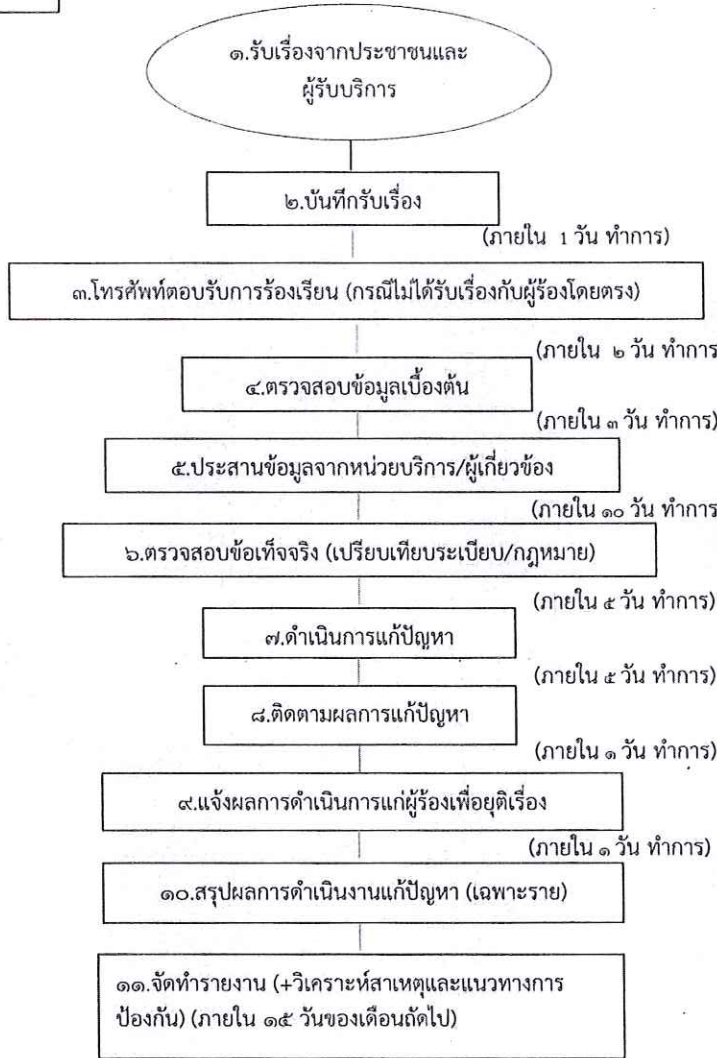 ๑.รับเรื่องจากประชาชนและ
ผู้รับบริการ
๒.บันทึกรับเรื่อง
(ภายใน 1 วัน ทำการ)
๓.โทรศัพท์ตอบรับการร้องเรียน (กรณีไม่ได้รับเรื่องกับผู้ร้องโดยตรง)
(ภายใน ๒ วัน ทำการ
๔.ตรวจสอบข้อมูลเบื้องต้น
(ภายใน ๓ วัน ทำการ)
๕.ประสานข้อมูลจากหน่วยบริการ/ผู้เกี่ยวข้อง
(ภายใน ๑๐ วัน ทำการ
๖.ตรวจสอบข้อเท็จจริง (เปรียบเทียบระเบียบ/กฎหมาย)
(ภายใน ๕ วัน ทำการ)
๗.ดำเนินการแก้ปัญหา
(ภายใน ๕ วัน ทำการ)
๘.ติดตามผลการแก้ปัญหา
(ภายใน ๑ วัน ทำการ)
๙.แจ้งผลการดำเนินการแก่ผู้ร้องเพื่อยุติเรื่อง
(ภายใน ๑ วัน ทำการ)
๑๐.สรุปผลการดำเนินงานแก้ปัญหา (เฉพาะราย)
๑๑.จัดทำรายงาน (+วิเคราะห์สาเหตุและแนวทางการ
ป้องกัน) (ภายใน ๑๕ วันของเดือนถัดไป)